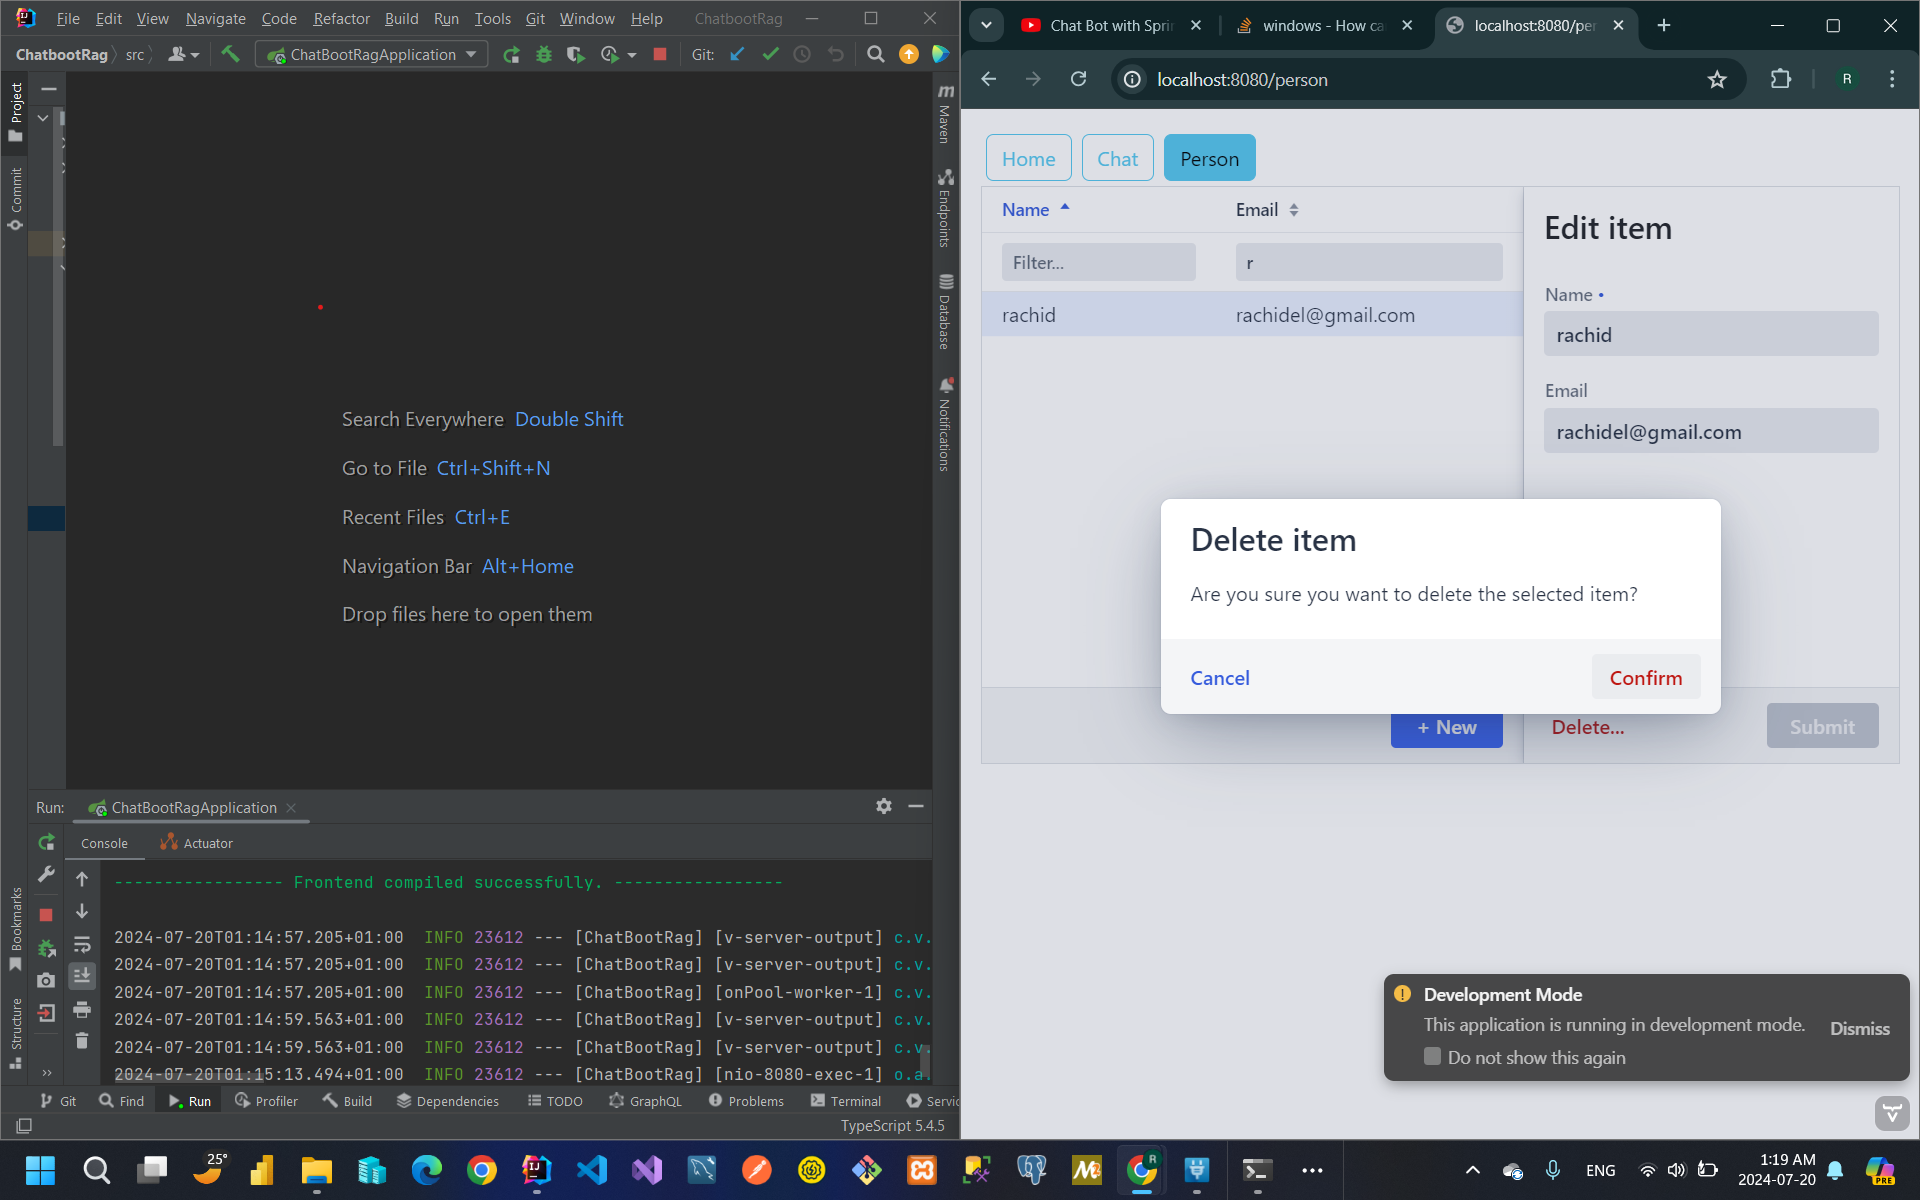 File Edit View Navigate Code Refactor Build Run Tools Git Window Help ChatbootRag
ChatbootRag src ChatBootRagApplication Git:
Project
Commit
Bookmarks
Structure
Search Everywhere Double Shift
Go to File Ctrl+Shift+N
Recent Files Ctrl+E
Navigation Bar Alt+Home
Drop files here to open them
Maven
Endpoints
Database
Notifications
Run: ChatBootRagApplication
Console Actuator
----------------- Frontend compiled successfully. -----------------
2024-07-20T01:14:57.205+01:00 INFO 23612 --- [ChatBootRag] [v-server-output] c.v.
2024-07-20T01:14:57.205+01:00 INFO 23612 --- [ChatBootRag] [v-server-output] c.v.
2024-07-20T01:14:57.205+01:00 INFO 23612 --- [ChatBootRag] [onPool-worker-1] c.v.
2024-07-20T01:14:59.563+01:00 INFO 23612 --- [ChatBootRag] [v-server-output] c.v.
2024-07-20T01:14:59.563+01:00 INFO 23612 --- [ChatBootRag] [v-server-output] c.v.
2024-07-20T01:15:13.494+01:00 INFO 23612 --- [ChatBootRag] [nio-8080-exec-1] o.a.
Git Find Run Profiler Build Dependencies TODO GraphQL Problems Terminal Servic
TypeScript 5.4.5
Chat Bot with Sprin windows - How ca localhost:8080/per
localhost:8080/person
R
Home Chat Person
Name Email
Filter... r
rachid rachidel@gmail.com
Edit item
Name •
rachid
Email
rachidel@gmail.com
Delete item
Are you sure you want to delete the selected item?
Cancel Confirm
+ New Delete... Submit
Development Mode
This application is running in development mode.
Dismiss
Do not show this again
25°
ENG
1:19 AM
2024-07-20
PRE